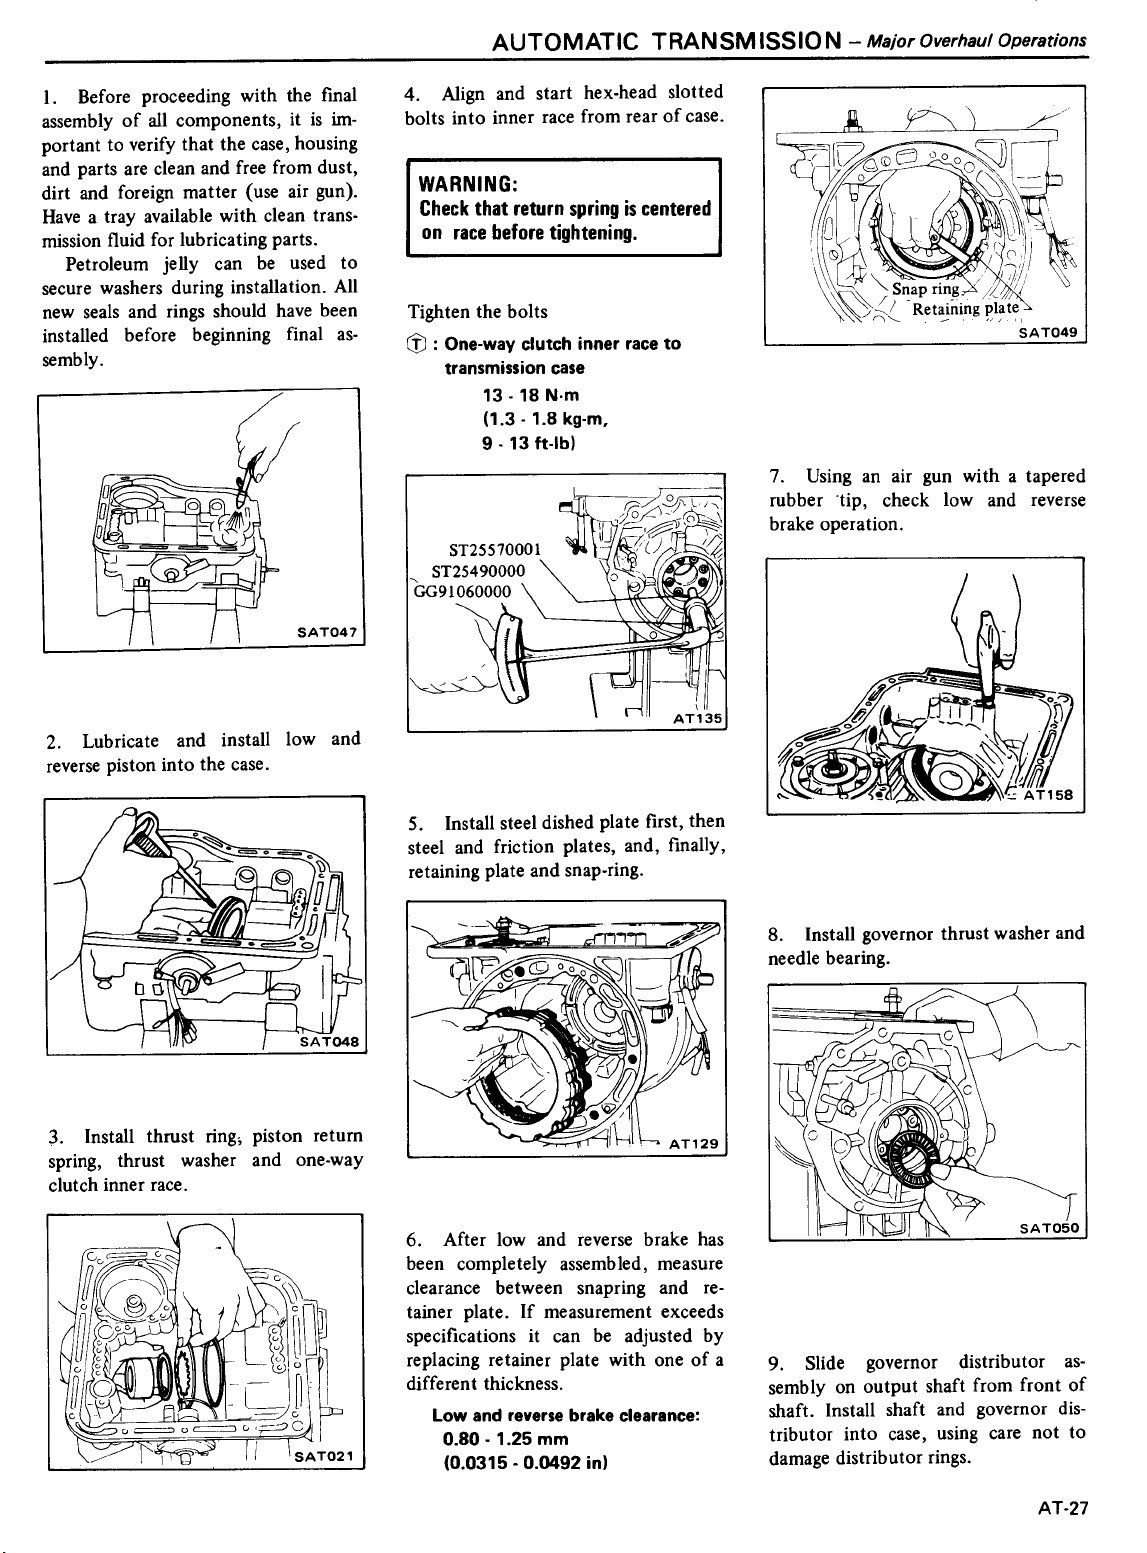 AUTOMATIC TRANSMISSION – Major Overhaul Operations
1. Before proceeding with the final
assembly of all components, it is im-
portant to verify that the case, housing
and parts are clean and free from dust,
dirt and foreign matter (use air gun).
Have a tray available with clean trans-
mission fluid for lubricating parts.
Petroleum jelly can be used to
secure washers during installation. All
new seals and rings should have been
installed before beginning final as-
sembly.
SAT047
2. Lubricate and install low and
reverse piston into the case.
SAT048
3. Install thrust ring, piston return
spring, thrust washer and one-way
clutch inner race.
SAT021
4. Align and start hex-head slotted
bolts into inner race from rear of case.
WARNING:
Check that return spring is centered
on race before tightening.
Tighten the bolts
Ⓣ : One-way clutch inner race to
transmission case
13 - 18 N·m
(1.3 - 1.8 kg-m,
9 - 13 ft-lb)
ST25570001
ST25490000
GG91060000
AT135
5. Install steel dished plate first, then
steel and friction plates, and, finally,
retaining plate and snap-ring.
AT129
6. After low and reverse brake has
been completely assembled, measure
clearance between snapring and re-
tainer plate. If measurement exceeds
specifications it can be adjusted by
replacing retainer plate with one of a
different thickness.
Low and reverse brake clearance:
0.80 - 1.25 mm
(0.0315 - 0.0492 in)
Snap ring
Retaining plate
SAT049
7. Using an air gun with a tapered
rubber tip, check low and reverse
brake operation.
AT158
8. Install governor thrust washer and
needle bearing.
SAT050
9. Slide governor distributor as-
sembly on output shaft from front of
shaft. Install shaft and governor dis-
tributor into case, using care not to
damage distributor rings.
AT-27